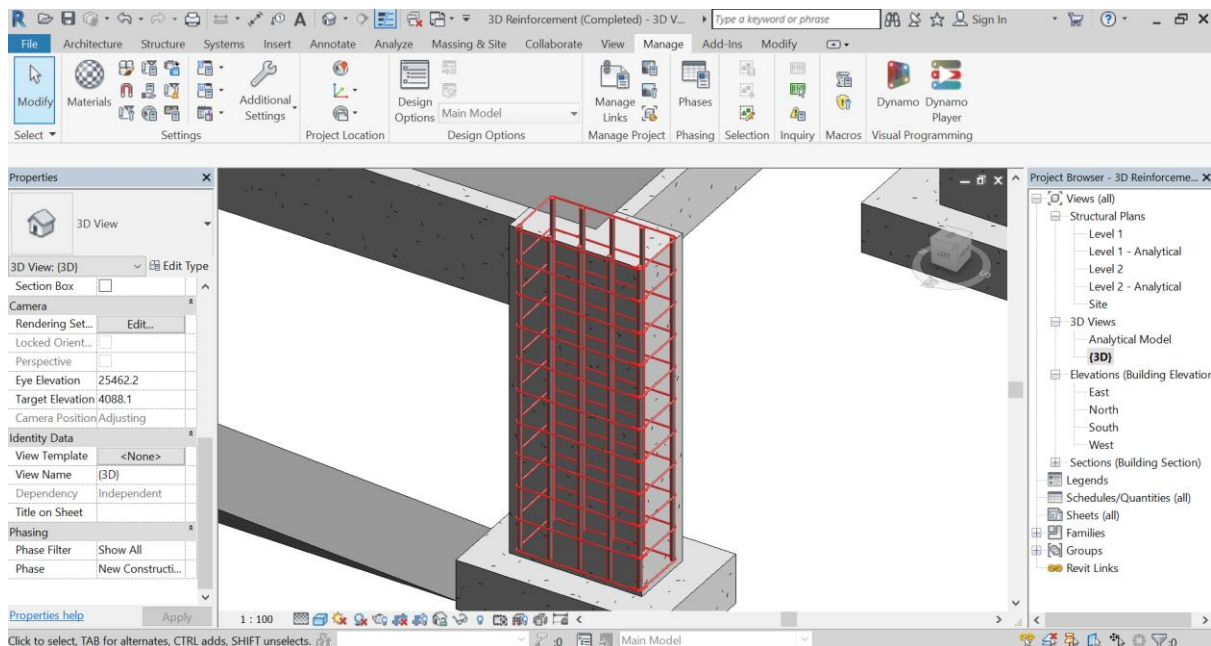 3D Reinforcement (Completed) - 3D V... Type a keyword or phrase Sign In
File Architecture Structure Systems Insert Annotate Analyze Massing & Site Collaborate View Manage Add-Ins Modify
Modify
Materials
Additional
Settings
Design
Options
Main Model
Manage
Links
Phases
Dynamo
Dynamo
Player
Select Settings Project Location Design Options Manage Project Phasing Selection Inquiry Macros Visual Programming
Properties
3D View
3D View: {3D} Edit Type
Section Box
Camera
Rendering Set... Edit...
Locked Orient...
Perspective
Eye Elevation 25462.2
Target Elevation 4088.1
Camera Position Adjusting
Identity Data
View Template <None>
View Name {3D}
Dependency Independent
Title on Sheet
Phasing
Phase Filter Show All
Phase New Constructi...
Properties help Apply
LEFT
1 : 100
Project Browser - 3D Reinforceme...
Views (all)
Structural Plans
Level 1
Level 1 - Analytical
Level 2
Level 2 - Analytical
Site
3D Views
Analytical Model
{3D}
Elevations (Building Elevation
East
North
South
West
Sections (Building Section)
Legends
Schedules/Quantities (all)
Sheets (all)
Families
Groups
Revit Links
Click to select, TAB for alternates, CTRL adds, SHIFT unselects. :0 Main Model :0